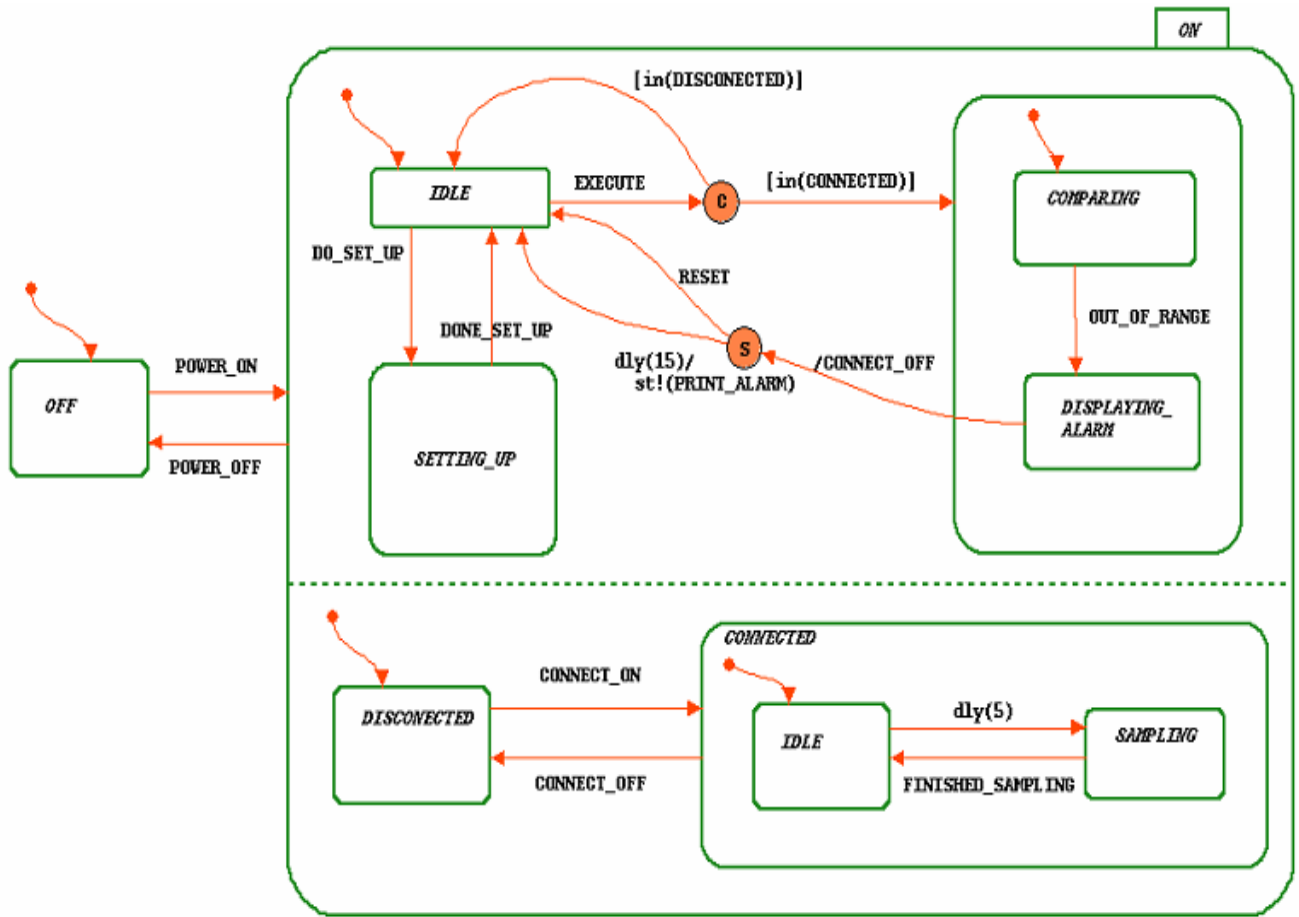 ON
[in(DISCONECTED)]
IDLE
EXECUTE
C
[in(CONNECTED)]
COMPARING
DO_SET_UP
RESET
OUT_OF_RANGE
DONE_SET_UP
S
dly(15)/
st!(PRINT_ALARM)
/CONNECT_OFF
POWER_ON
OFF
POWER_OFF
SETTING_UP
DISPLAYING_
ALARM
CONNECTED
CONNECT_ON
DISCONECTED
CONNECT_OFF
IDLE
dly(5)
SAMPLING
FINISHED_SAMPLING